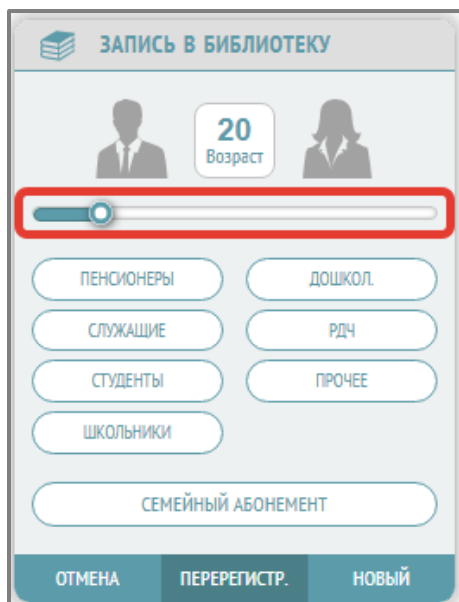 ЗАПИСЬ В БИБЛИОТЕКУ
20
Возраст
ПЕНСИОНЕРЫ
ДОШКОЛ.
СЛУЖАЩИЕ
РДЧ
СТУДЕНТЫ
ПРОЧЕЕ
ШКОЛЬНИКИ
СЕМЕЙНЫЙ АБОНЕМЕНТ
ОТМЕНА
ПЕРЕРЕГИСТР.
НОВЫЙ